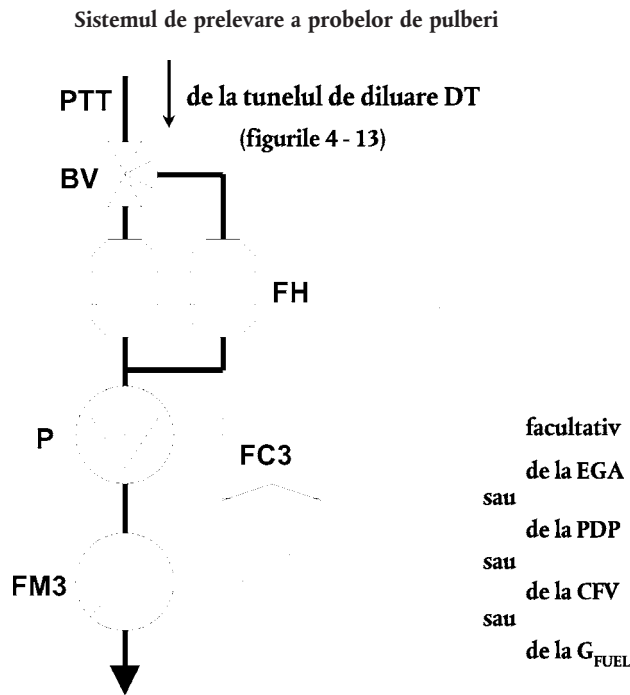 Sistemul de prelevare a probelor de pulberi
PTT
de la tunelul de diluare DT
(figurile 4 - 13)
BV
FH
P
FC3
facultativ
de la EGA
sau
de la PDP
sau
de la CFV
sau
de la G_FUEL
FM3